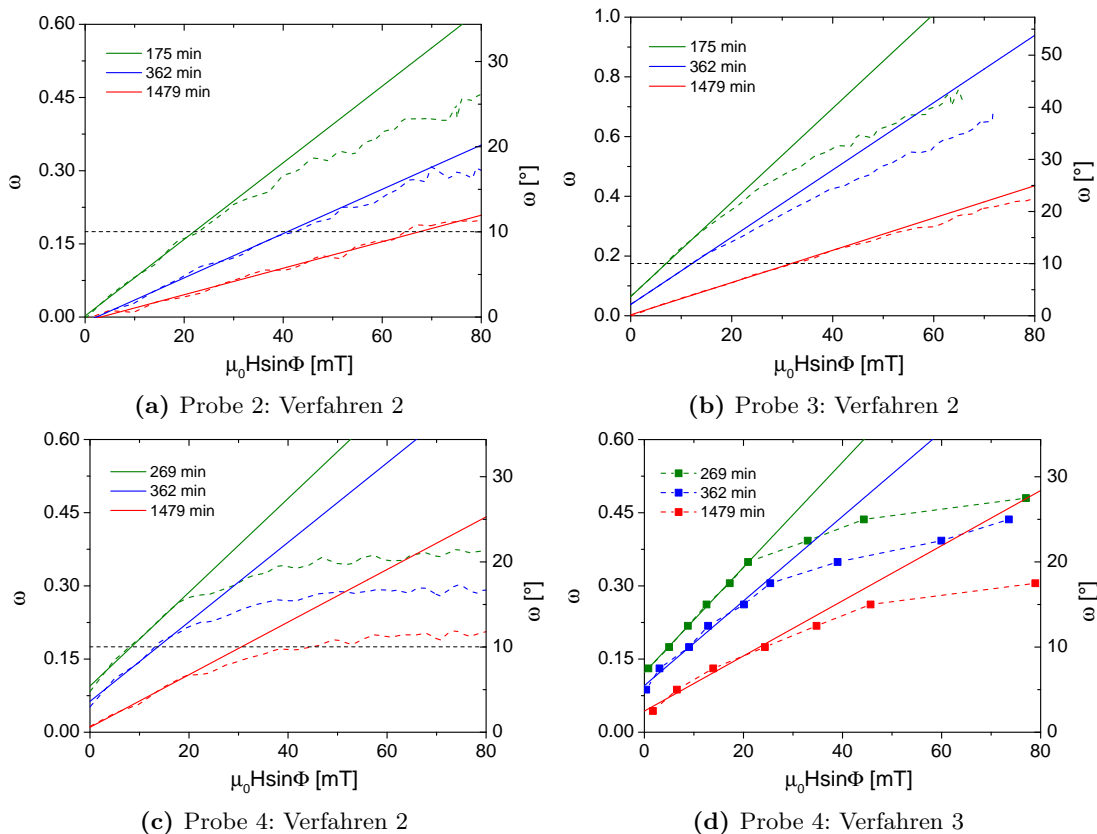 0.60
0.45
0.30
0.15
0.00
ω
175 min
362 min
1479 min
30
20
10
0
ω [°]
0 20 40 60 80
μ₀HsinΦ [mT]
(a) Probe 2: Verfahren 2
1.0
0.8
0.6
0.4
0.2
0.0
ω
175 min
362 min
1479 min
50
40
30
20
10
0
ω [°]
0 20 40 60 80
μ₀HsinΦ [mT]
(b) Probe 3: Verfahren 2
0.60
0.45
0.30
0.15
0.00
ω
269 min
362 min
1479 min
30
20
10
0
ω [°]
0 20 40 60 80
μ₀HsinΦ [mT]
(c) Probe 4: Verfahren 2
0.60
0.45
0.30
0.15
0.00
ω
269 min
362 min
1479 min
30
20
10
0
ω [°]
0 20 40 60 80
μ₀HsinΦ [mT]
(d) Probe 4: Verfahren 3